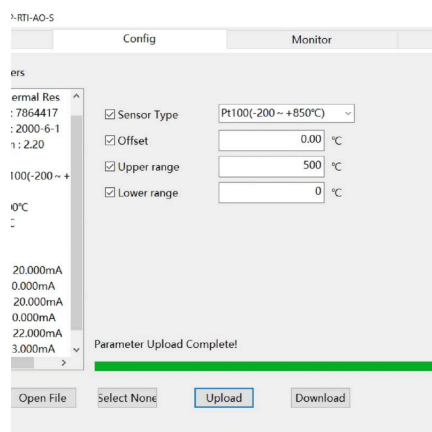 P-RTI-AO-S
Config
Monitor
ers
ermal Res
: 7864417
: 2000-6-1
n : 2.20
100(-200 ~ +
00℃
C
20.000mA
0.000mA
20.000mA
0.000mA
22.000mA
3.000mA
Sensor Type
Pt100(-200 ~ +850℃)
Offset
0.00
℃
Upper range
500
℃
Lower range
0
℃
Parameter Upload Complete!
Open File
Select None
Upload
Download